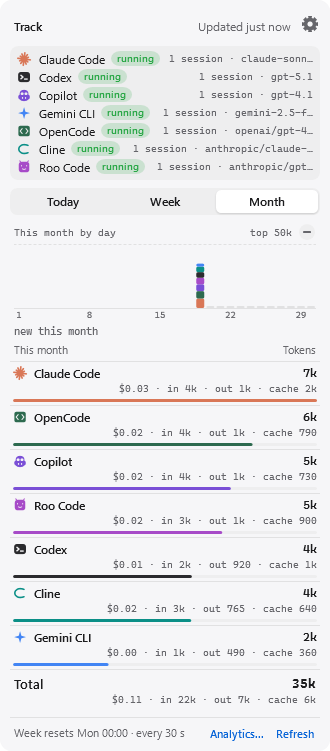 Track Updated just now
Claude Code running 1 session · claude-sonn…
Codex running 1 session · gpt-5.1
Copilot running 1 session · gpt-4.1
Gemini CLI running 1 session · gemini-2.5-f…
OpenCode running 1 session · openai/gpt-4…
Cline running 1 session · anthropic/claude-…
Roo Code running 1 session · anthropic/gpt…
Today Week Month
This month by day top 50k −
1 8 15 22 29
new this month
This month Tokens
Claude Code 7k
$0.03 · in 4k · out 1k · cache 2k
OpenCode 6k
$0.02 · in 4k · out 1k · cache 790
Copilot 5k
$0.02 · in 4k · out 1k · cache 730
Roo Code 5k
$0.02 · in 3k · out 1k · cache 900
Codex 4k
$0.01 · in 2k · out 920 · cache 1k
Cline 4k
$0.02 · in 3k · out 765 · cache 640
Gemini CLI 2k
$0.00 · in 1k · out 490 · cache 360
Total 35k
$0.11 · in 22k · out 7k · cache 6k
Week resets Mon 00:00 · every 30 s Analytics... Refresh